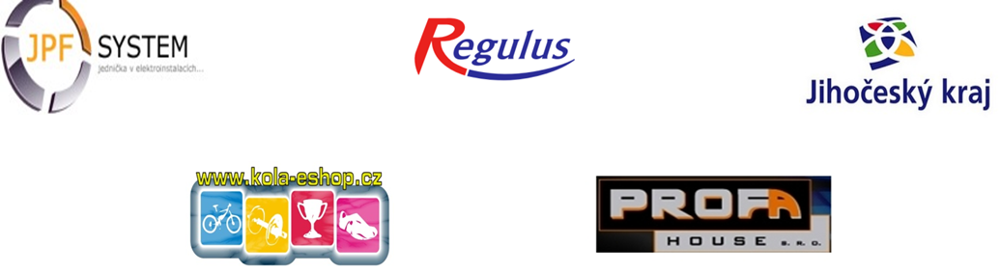 JPF SYSTEM
jednička v elektroinstalacích...
Regulus
Jihočeský kraj
www.kola-eshop.cz
PROFA
HOUSE s.r.o.